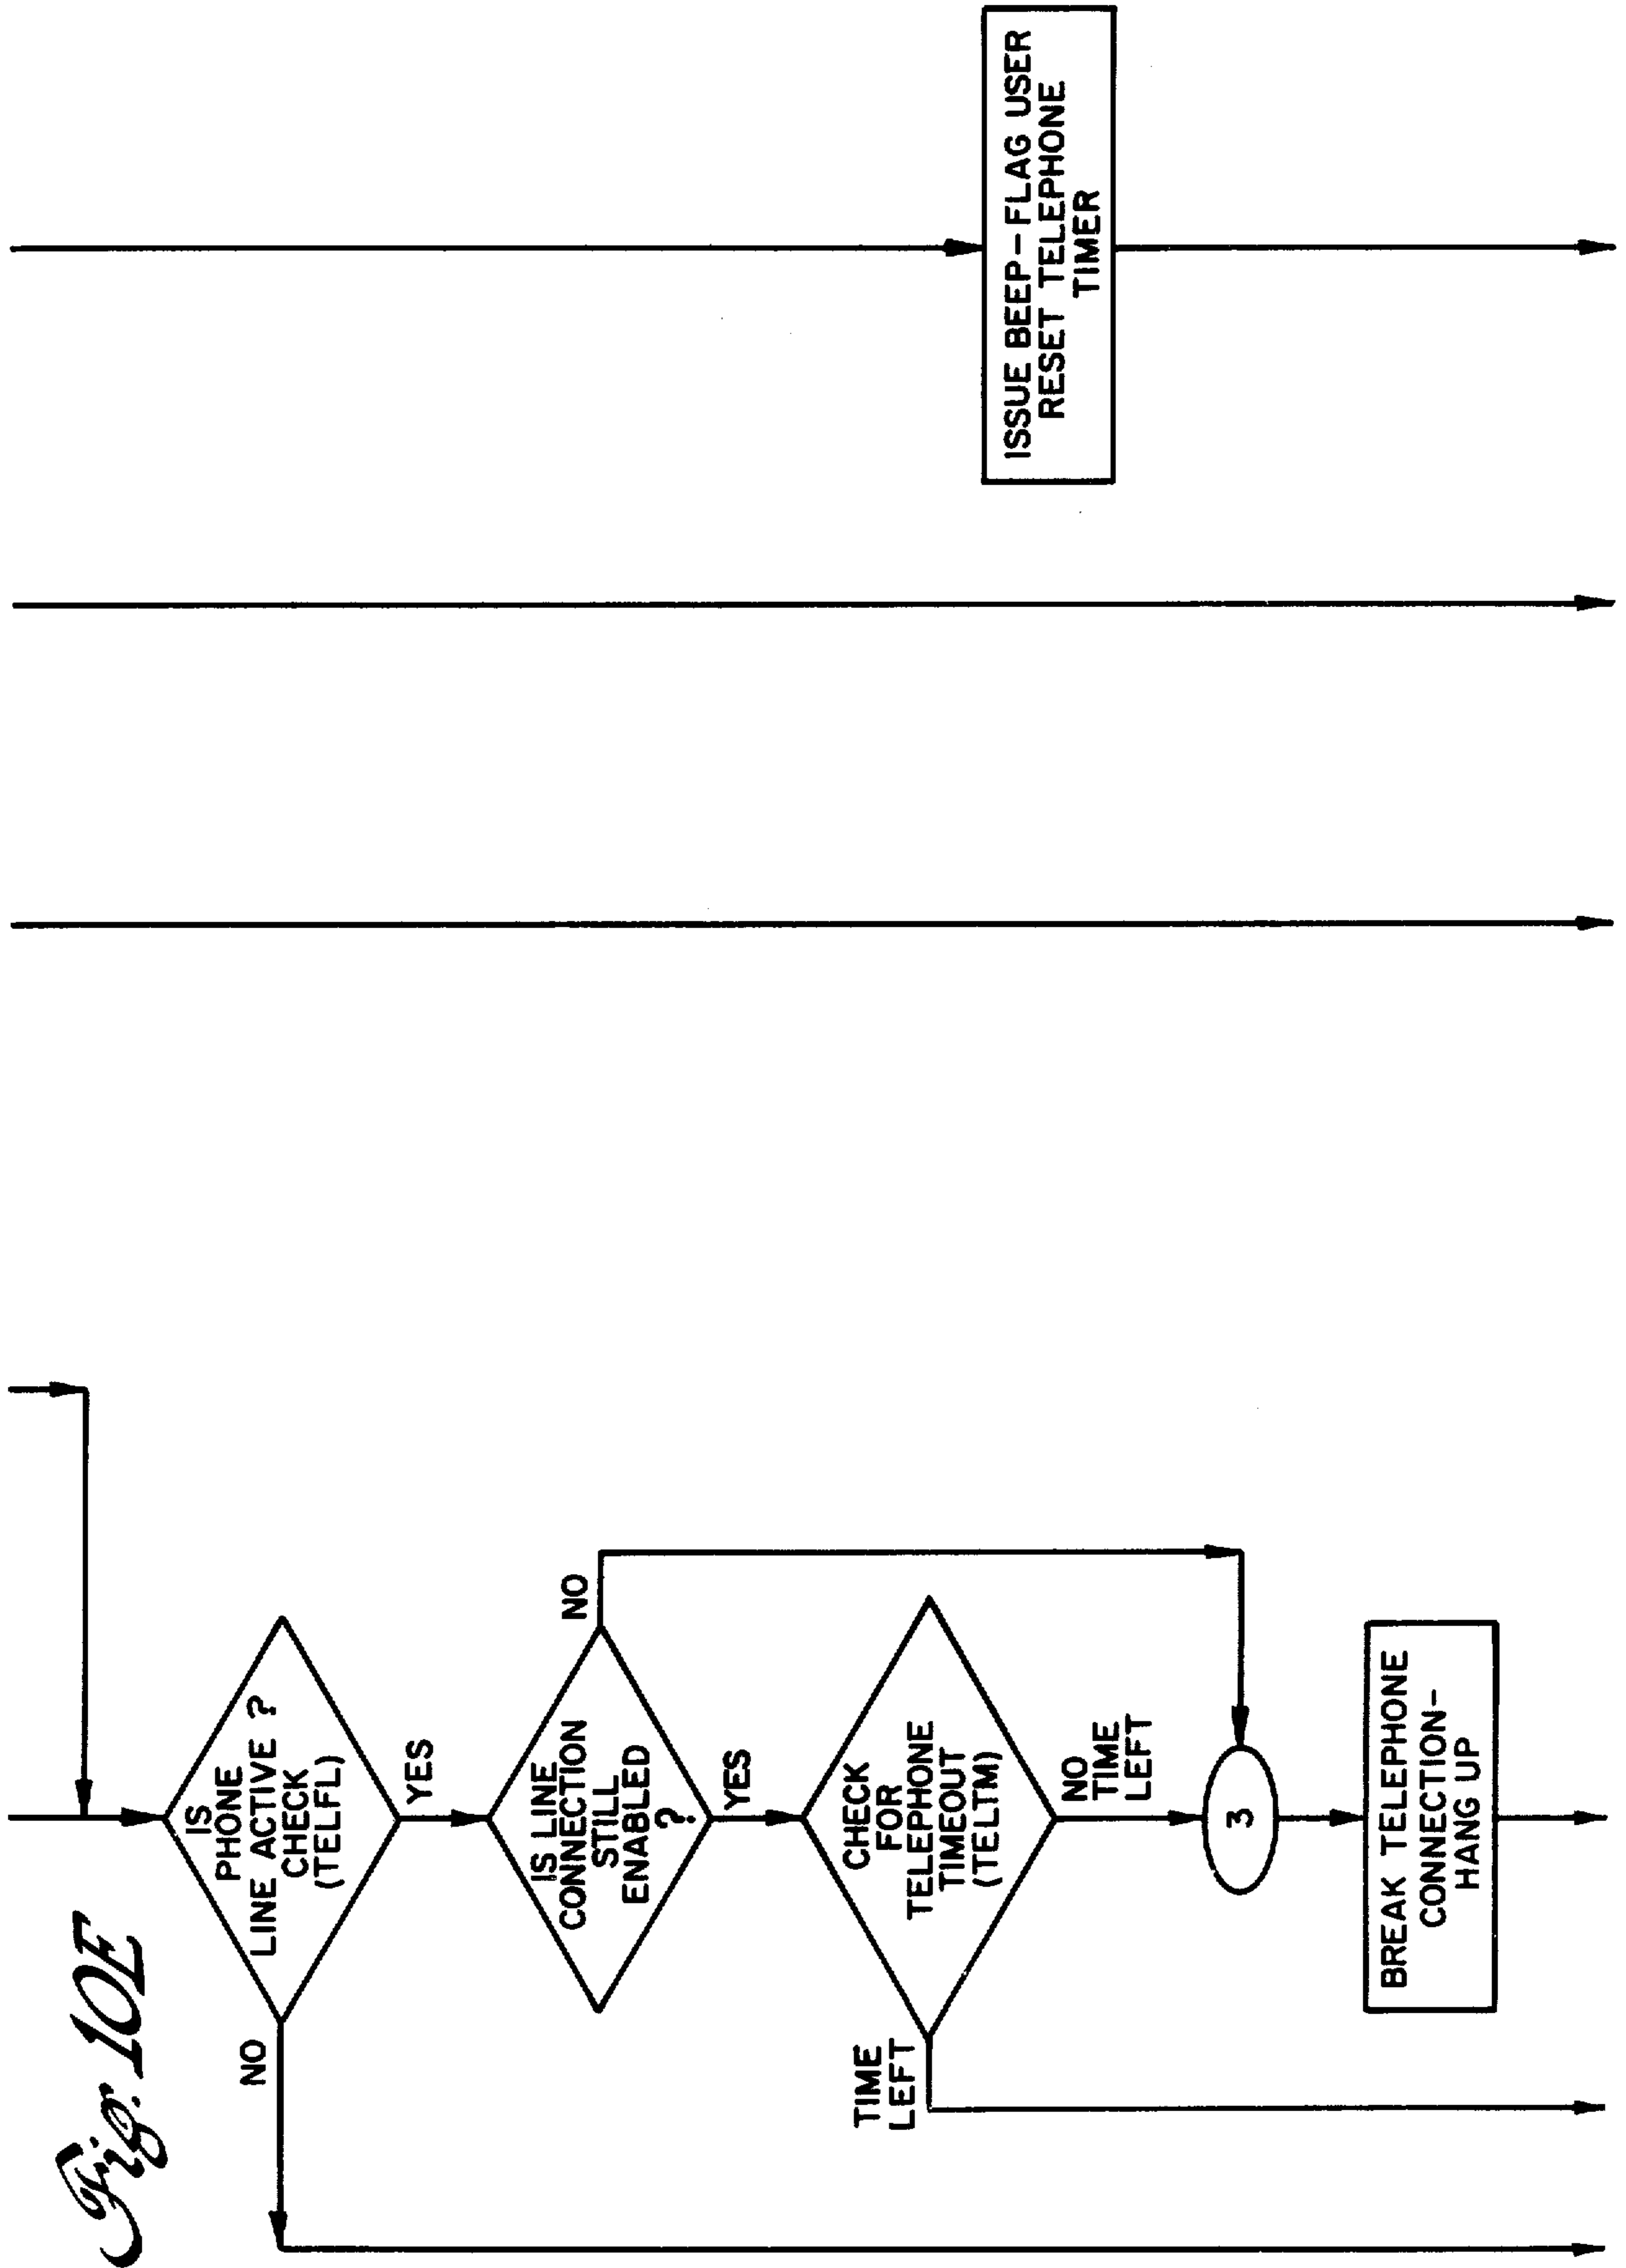 Fig. 10E
IS
PHONE
LINE ACTIVE ?
CHECK
(TELFL)
NO
YES
IS LINE
CONNECTION
STILL
ENABLED
?
NO
YES
CHECK
FOR
TELEPHONE
TIMEOUT
(TELTM)
TIME
LEFT
NO
TIME
LEFT
3
BREAK TELEPHONE
CONNECTION-
HANG UP
ISSUE BEEP-FLAG USER
RESET TELEPHONE
TIMER